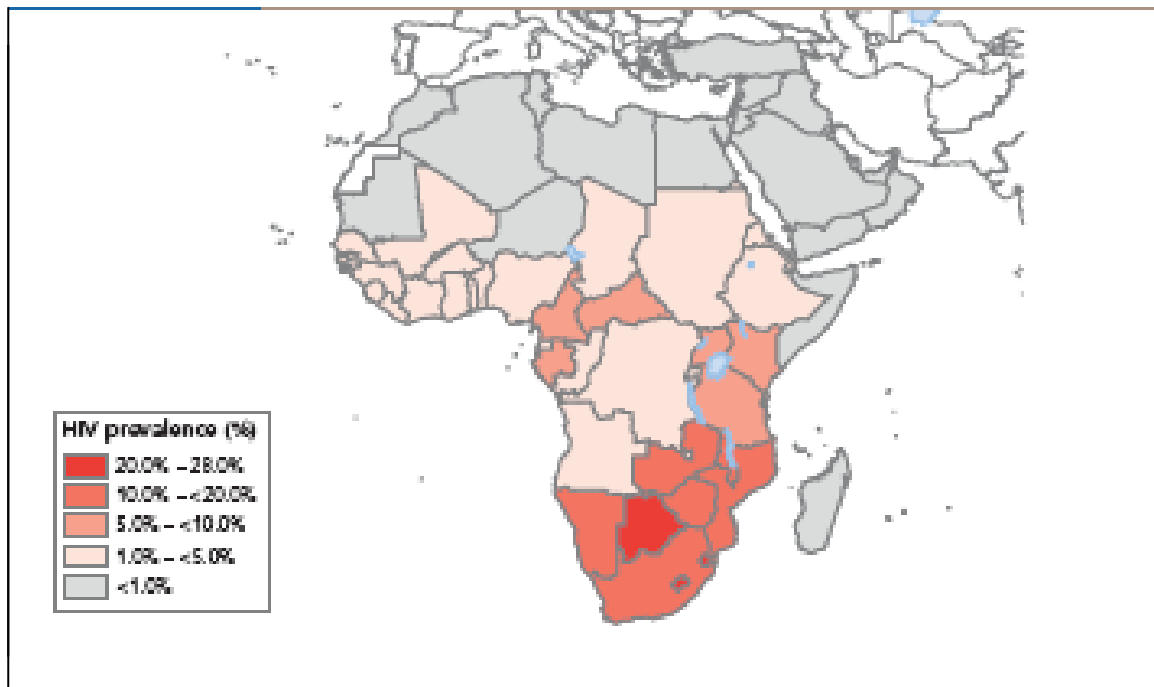 HIV prevalence (%)
20.0% – 28.0%
10.0% – <20.0%
5.0% – <10.0%
1.0% – <5.0%
<1.0%